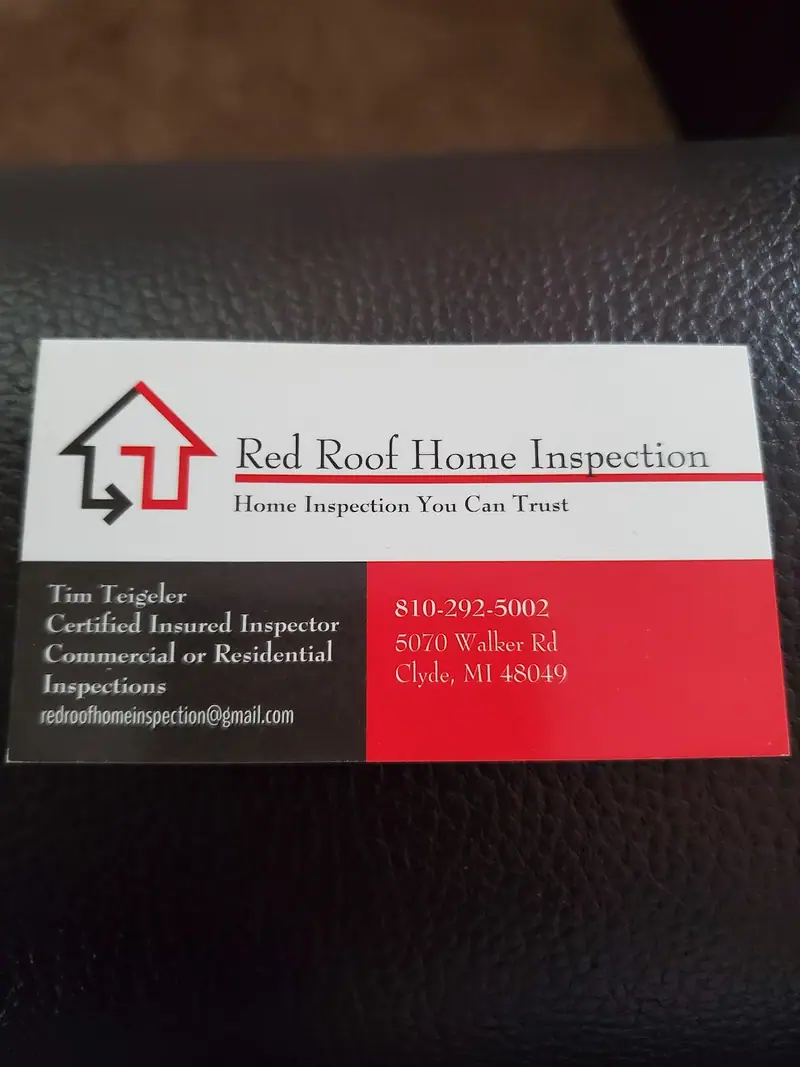 Red Roof Home Inspection
Home Inspection You Can Trust
Tim Teigeler
Certified Insured Inspector
Commercial or Residential
Inspections
redroofhomeinspection@gmail.com
810-292-5002
5070 Walker Rd
Clyde, MI 48049